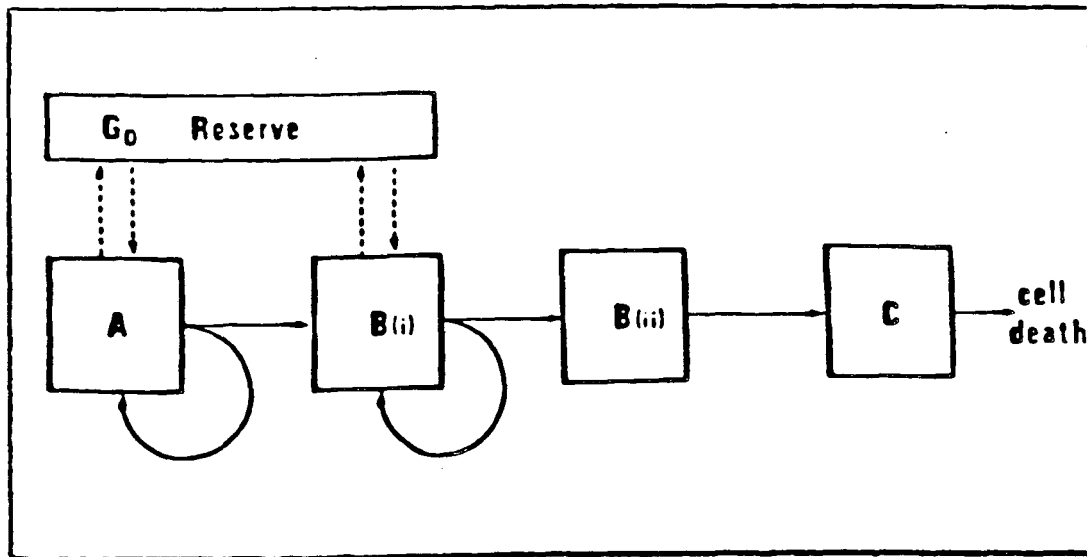 G₀ Reserve
A
B(i)
B(ii)
C
cell
death